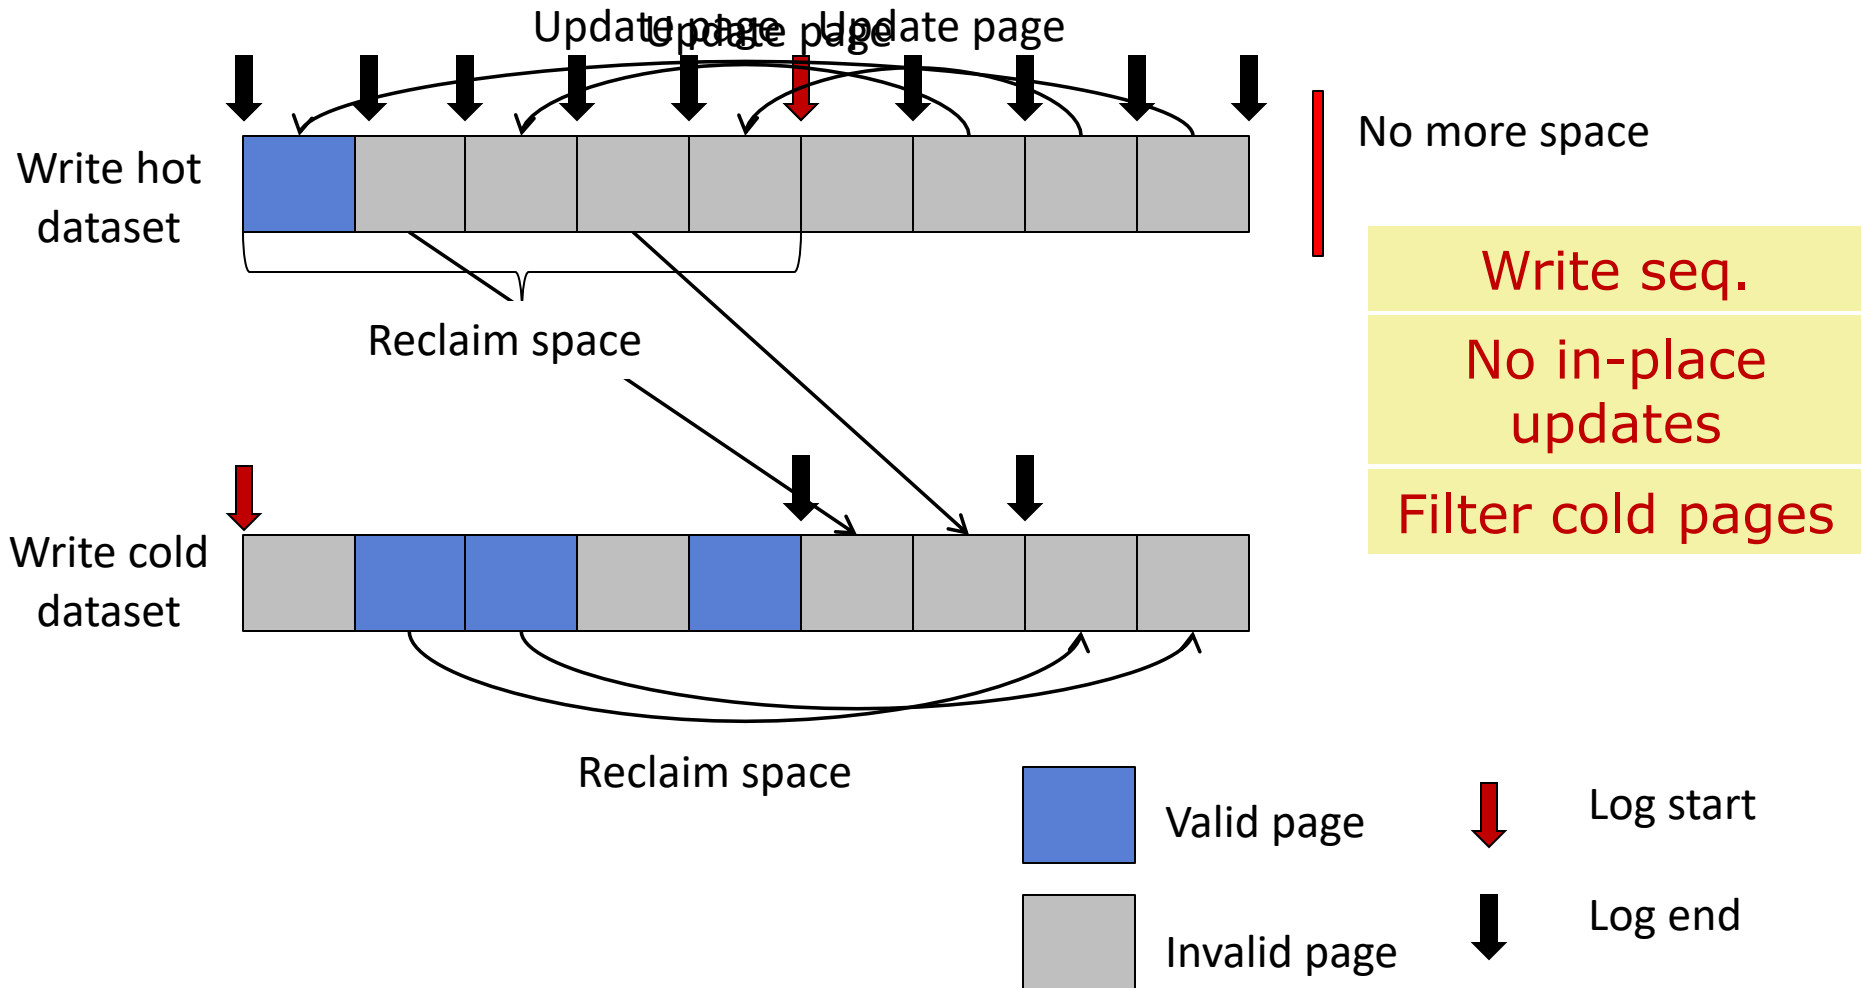 Update page
Update page
Update page
No more space
Write hot
dataset
Write seq.
No in-place
updates
Filter cold pages
Reclaim space
Write cold
dataset
Reclaim space
Valid page
Log start
Invalid page
Log end